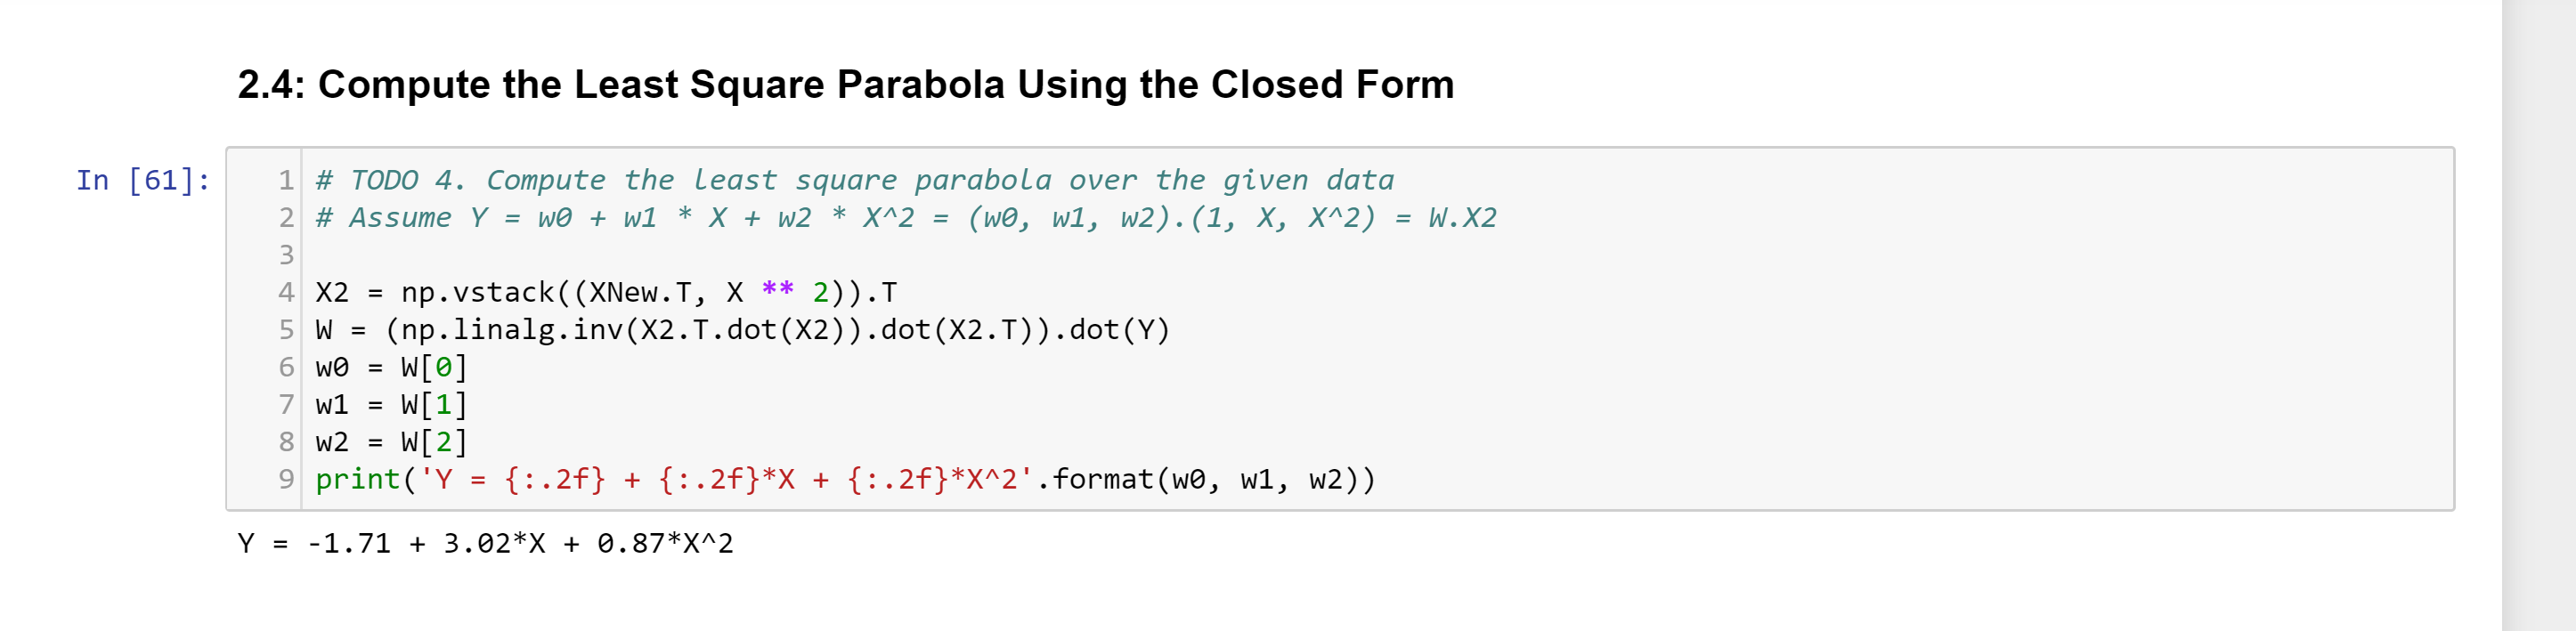 2.4: Compute the Least Square Parabola Using the Closed Form
In [61]:
1 # TODO 4. Compute the least square parabola over the given data
2 # Assume Y = w0 + w1 * X + w2 * X^2 = (w0, w1, w2).(1, X, X^2) = W.X2
3
4 X2 = np.vstack((XNew.T, X ** 2)).T
5 W = (np.linalg.inv(X2.T.dot(X2)).dot(X2.T)).dot(Y)
6 w0 = W[0]
7 w1 = W[1]
8 w2 = W[2]
9 print('Y = {:.2f} + {:.2f}*X + {:.2f}*X^2'.format(w0, w1, w2))
Y = -1.71 + 3.02*X + 0.87*X^2